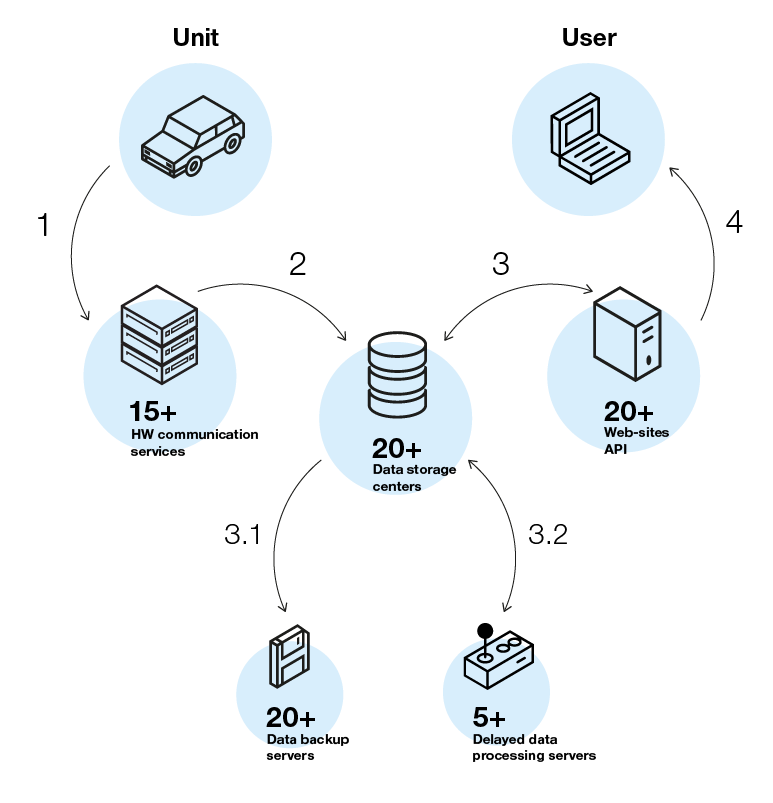 Unit
User
1
4
2
3
15+
HW communication
services
20+
Web-sites
API
20+
Data storage
centers
3.1
3.2
20+
Data backup
servers
5+
Delayed data
processing servers